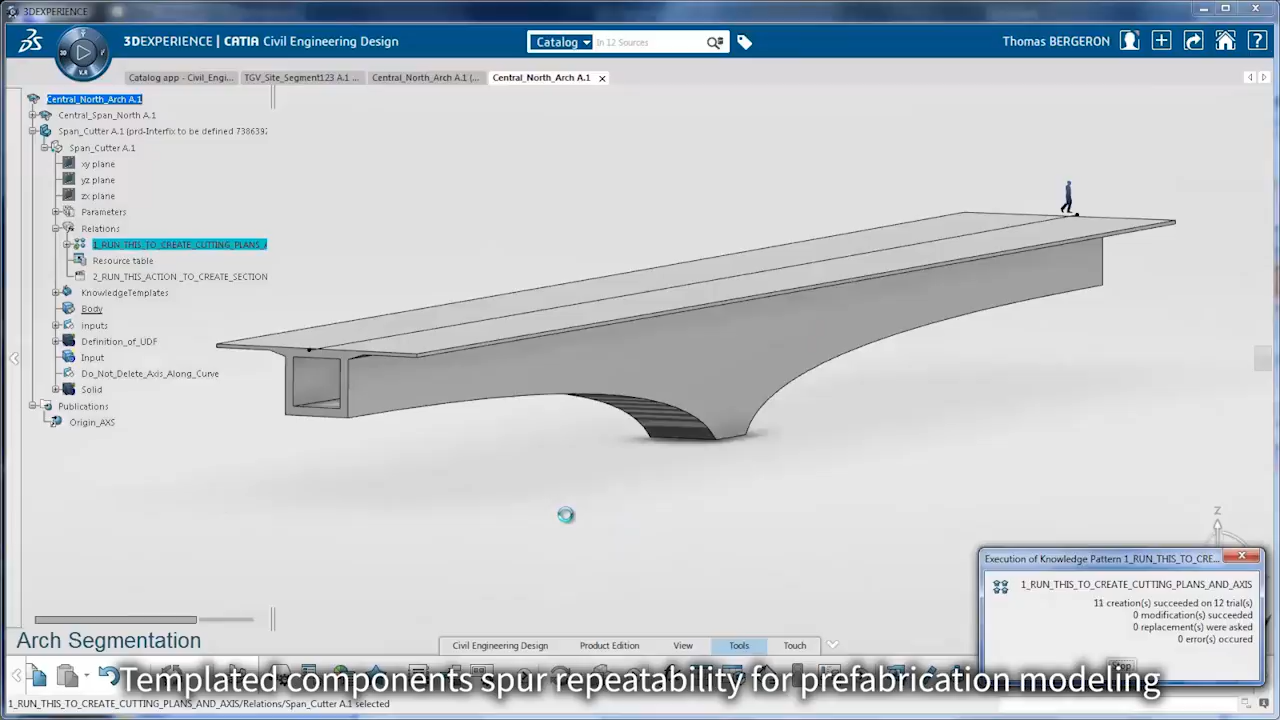 3DEXPERIENCE
3DEXPERIENCE | CATIA Civil Engineering Design
Catalog
In 12 Sources
Thomas BERGERON
V.R
Catalog app - Civil_Engi...
TGV_Site_Segment123 A.1 ...
Central_North_Arch A.1 (...
Central_North_Arch A.1
Central_North_Arch A.1
Central_Span_North A.1
Span_Cutter A.1 (prd-Interfix to be defined 7386392
Span_Cutter A.1
xy plane
yz plane
zx plane
Parameters
Relations
1_RUN_THIS_TO_CREATE_CUTTING_PLANS_A
Resource table
2_RUN_THIS_ACTION _TO_CREATE_SECTION
KnowledgeTemplates
Body
inputs
Definition_of_UDF
Input
Do_Not_Delete_Axis_Along_Curve
Solid
Publications
Origin_AXS
Z
Execution of Knowledge Pattern 1_RUN_THIS_TO_CRE...
1_RUN_THIS_TO_CREATE_CUTTING_PLANS_AND_AXIS
11 creation(s) succeeded on 12 trial(s)
0 modification(s) succeeded
0 replacement(s) were asked
0 error(s) occured
Stop
Arch Segmentation
Civil Engineering Design
Product Edition
View
Tools
Touch
Templated components spur repeatability for prefabrication modeling
1_RUN_THIS_TO_CREATE_CUTTING_PLANS_AND_AXIS/Relations/Span_Cutter A.1 selected